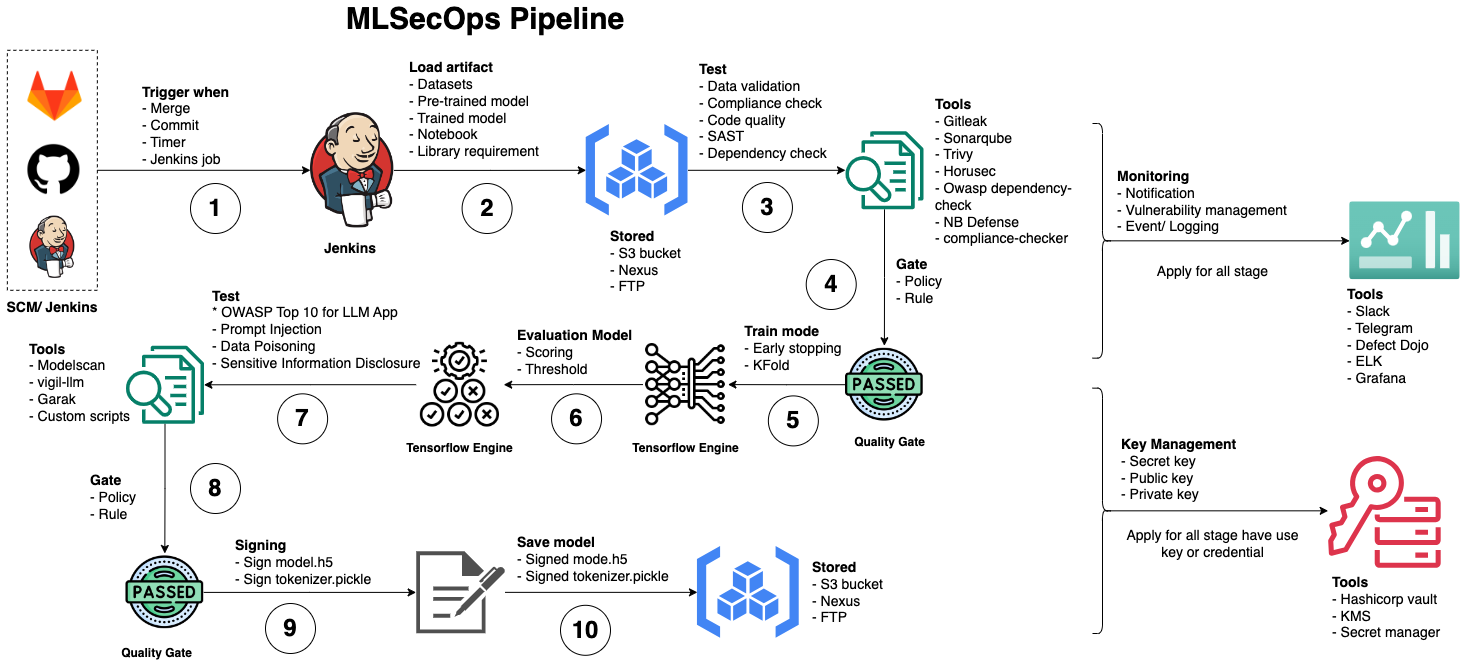 MLSecOps Pipeline
SCM/ Jenkins
Trigger when
- Merge
- Commit
- Timer
- Jenkins job
1
Jenkins
Load artifact
- Datasets
- Pre-trained model
- Trained model
- Notebook
- Library requirement
2
Stored
- S3 bucket
- Nexus
- FTP
Test
- Data validation
- Compliance check
- Code quality
- SAST
- Dependency check
3
Tools
- Gitleak
- Sonarqube
- Trivy
- Horusec
- Owasp dependency-
check
- NB Defense
- compliance-checker
4
Gate
- Policy
- Rule
PASSED
Quality Gate
Train mode
- Early stopping
- KFold
5
Tensorflow Engine
Evaluation Model
- Scoring
- Threshold
6
Tensorflow Engine
Test
* OWASP Top 10 for LLM App
- Prompt Injection
- Data Poisoning
- Sensitive Information Disclosure
7
Tools
- Modelscan
- vigil-llm
- Garak
- Custom scripts
Gate
- Policy
- Rule
8
PASSED
Quality Gate
Signing
- Sign model.h5
- Sign tokenizer.pickle
9
Save model
- Signed mode.h5
- Signed tokenizer.pickle
10
Stored
- S3 bucket
- Nexus
- FTP
Monitoring
- Notification
- Vulnerability management
- Event/ Logging
Apply for all stage
Tools
- Slack
- Telegram
- Defect Dojo
- ELK
- Grafana
Key Management
- Secret key
- Public key
- Private key
Apply for all stage have use
key or credential
Tools
- Hashicorp vault
- KMS
- Secret manager